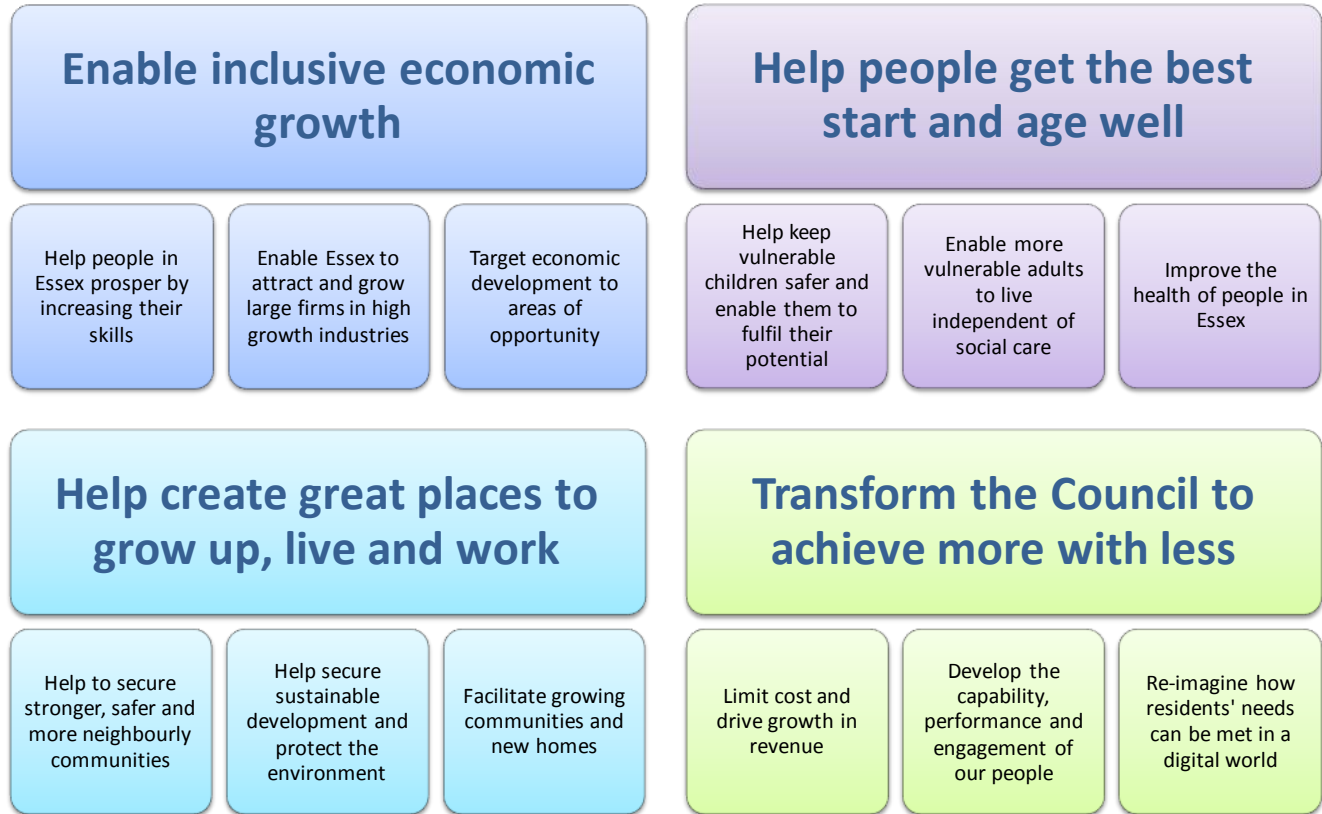 Enable inclusive economic
growth
Help people in
Essex prosper by
increasing their
skills
Enable Essex to
attract and grow
large firms in high
growth industries
Target economic
development to
areas of
opportunity
Help people get the best
start and age well
Help keep
vulnerable
children safer and
enable them to
fulfil their
potential
Enable more
vulnerable adults
to live
independent of
social care
Improve the
health of people in
Essex
Help create great places to
grow up, live and work
Help to secure
stronger, safer and
more neighbourly
communities
Help secure
sustainable
development and
protect the
environment
Facilitate growing
communities and
new homes
Transform the Council to
achieve more with less
Limit cost and
drive growth in
revenue
Develop the
capability,
performance and
engagement of
our people
Re-imagine how
residents' needs
can be met in a
digital world